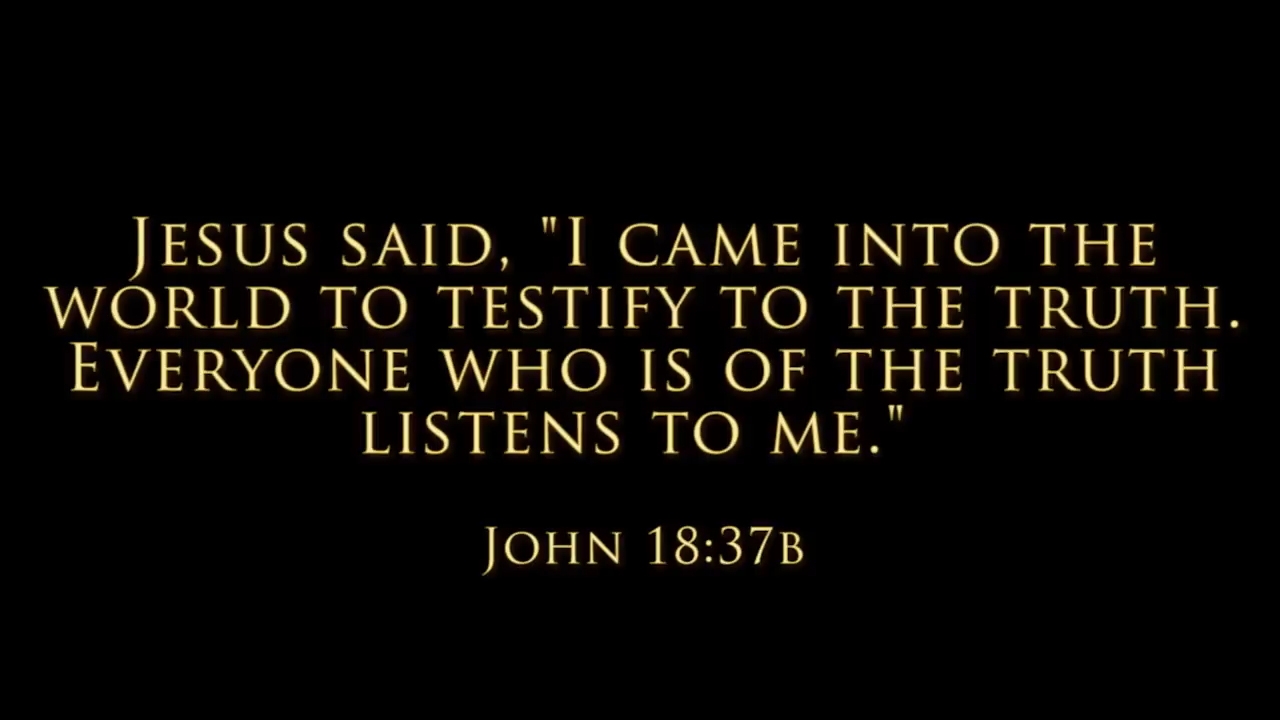 Jesus said, "I came into the
world to testify to the truth.
Everyone who is of the truth
listens to me."
John 18:37b